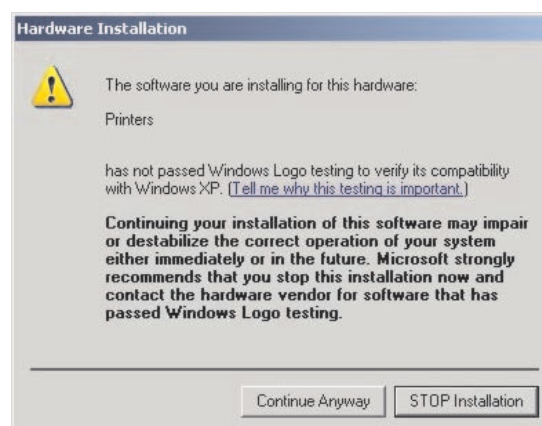 Hardware Installation
The software you are installing for this hardware:
Printers
has not passed Windows Logo testing to verify its compatibility
with Windows XP. (Tell me why this testing is important.)
Continuing your installation of this software may impair
or destabilize the correct operation of your system
either immediately or in the future. Microsoft strongly
recommends that you stop this installation now and
contact the hardware vendor for software that has
passed Windows Logo testing.
Continue Anyway
STOP Installation